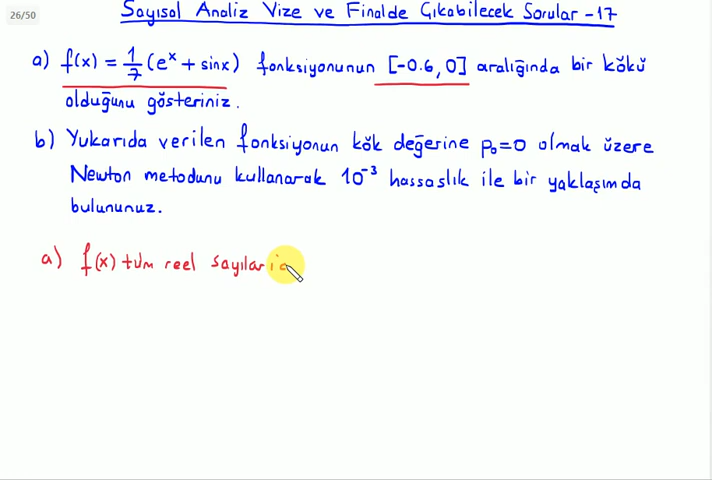 26/50
Sayısal Analiz Vize ve Finalde Çıkabilecek Sorular -17
a) f(x) = 1/7 (e^x + sinx) fonksiyonunun [-0.6, 0] aralığında bir kökü
olduğunu gösteriniz.
b) Yukarıda verilen fonksiyonun kök değerine p₀=0 olmak üzere
Newton metodunu kullanarak 10⁻³ hassaslık ile bir yaklaşımda
bulununuz.
a) f(x) tüm reel sayılar